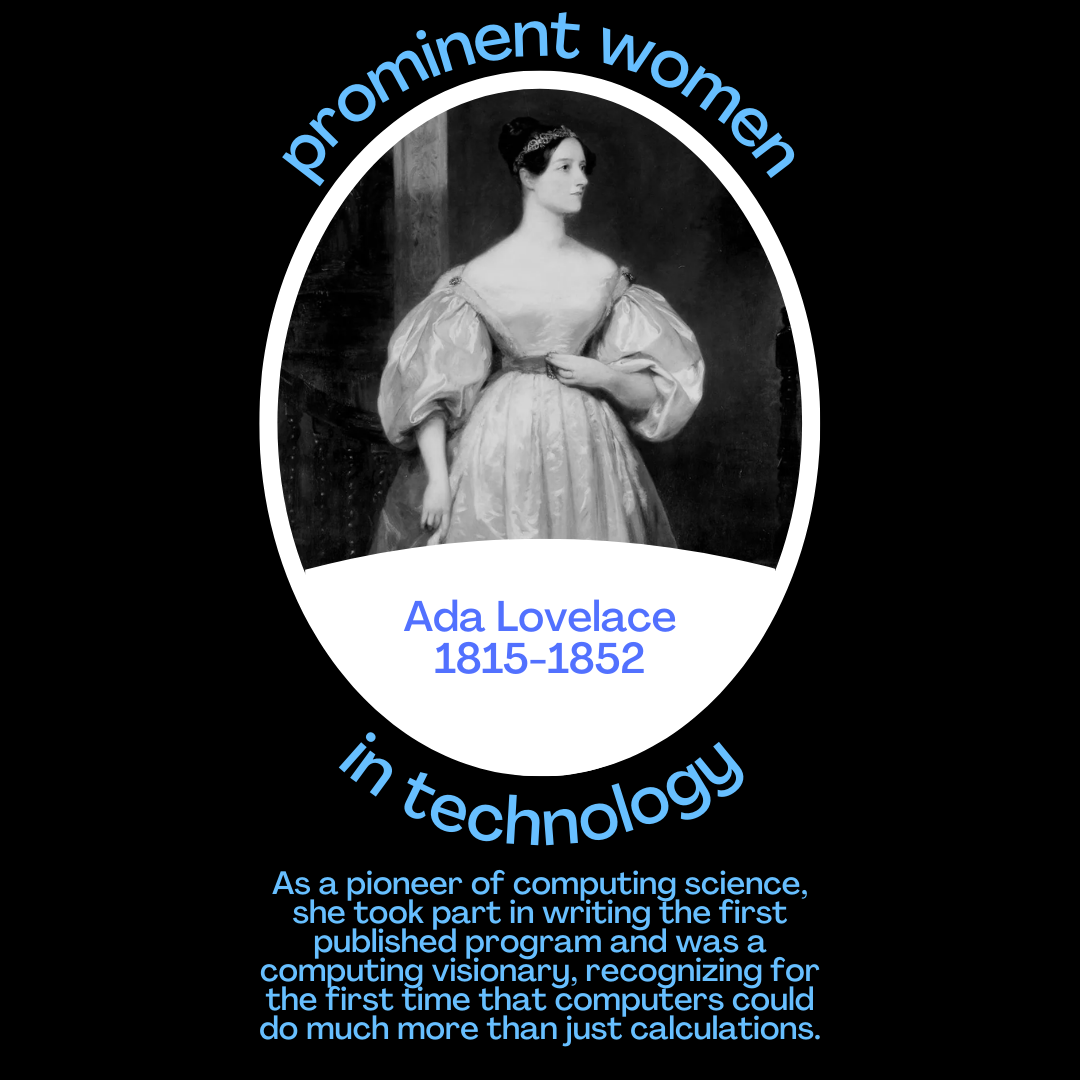 prominent women
Ada Lovelace
1815-1852
in technology
As a pioneer of computing science,
she took part in writing the first
published program and was a
computing visionary, recognizing for
the first time that computers could
do much more than just calculations.